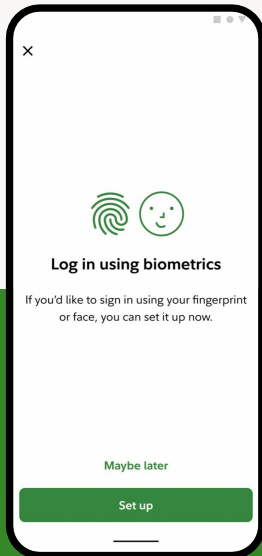 Log in using biometrics
If you'd like to sign in using your fingerprint
or face, you can set it up now.
Maybe later
Set up